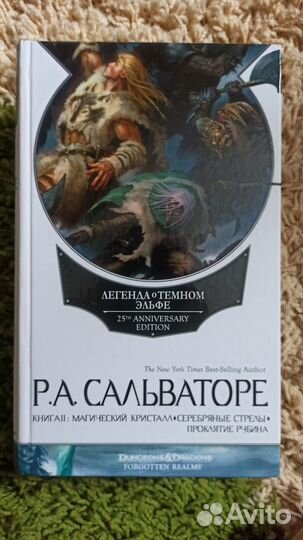 ЛЕГЕНДА О ТЕМНОМ
ЭЛЬФЕ
25TH ANNIVERSARY
EDITION
The New York Times Best-Selling Author
Р.А. САЛЬВАТОРЕ
КНИГА II: МАГИЧЕСКИЙ КРИСТАЛЛ♦СЕРЕБРЯНЫЕ СТРЕЛЫ♦
ПРОКЛЯТИЕ РУБИНА
DUNGEONS & DRAGONS
FORGOTTEN REALMS
Avito